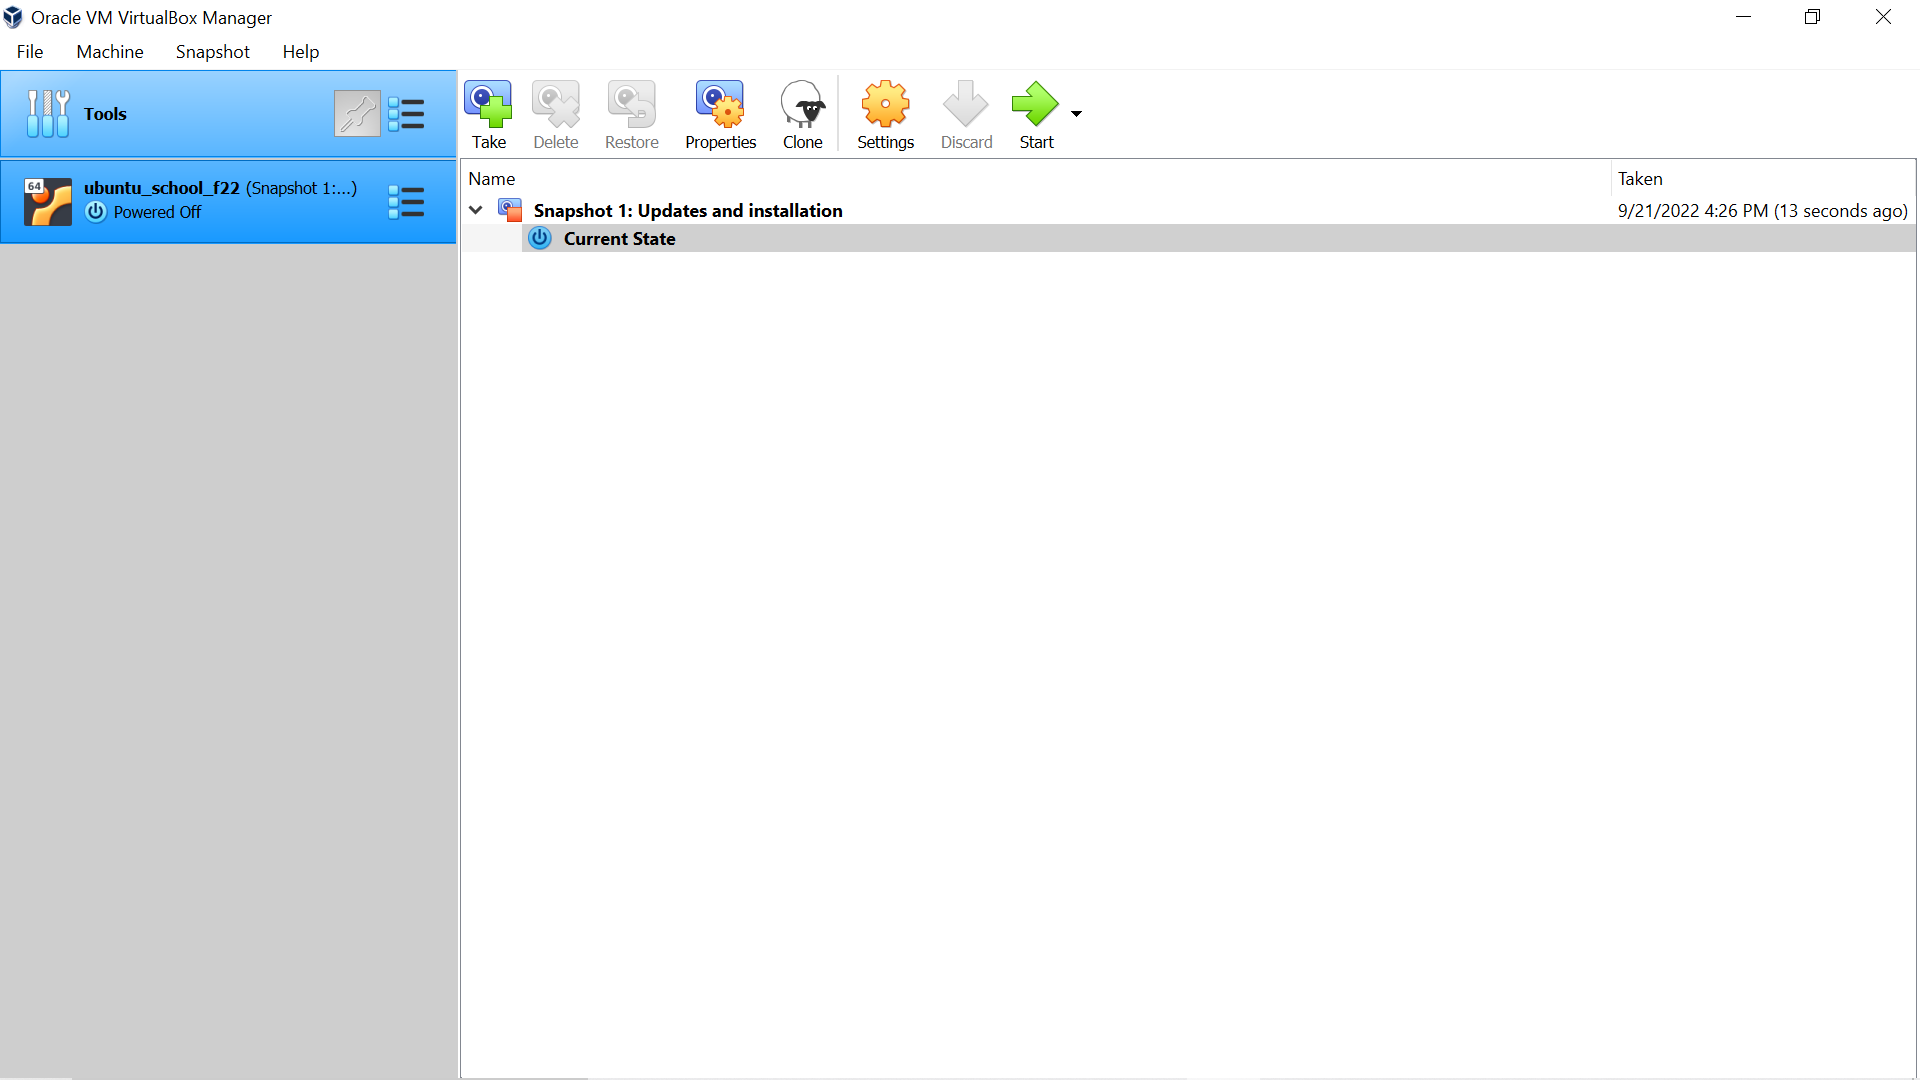 Oracle VM VirtualBox Manager
File Machine Snapshot Help
Tools
Take Delete Restore Properties Clone Settings Discard Start
64
ubuntu_school_f22 (Snapshot 1:...)
Powered Off
Name Taken
Snapshot 1: Updates and installation 9/21/2022 4:26 PM (13 seconds ago)
Current State